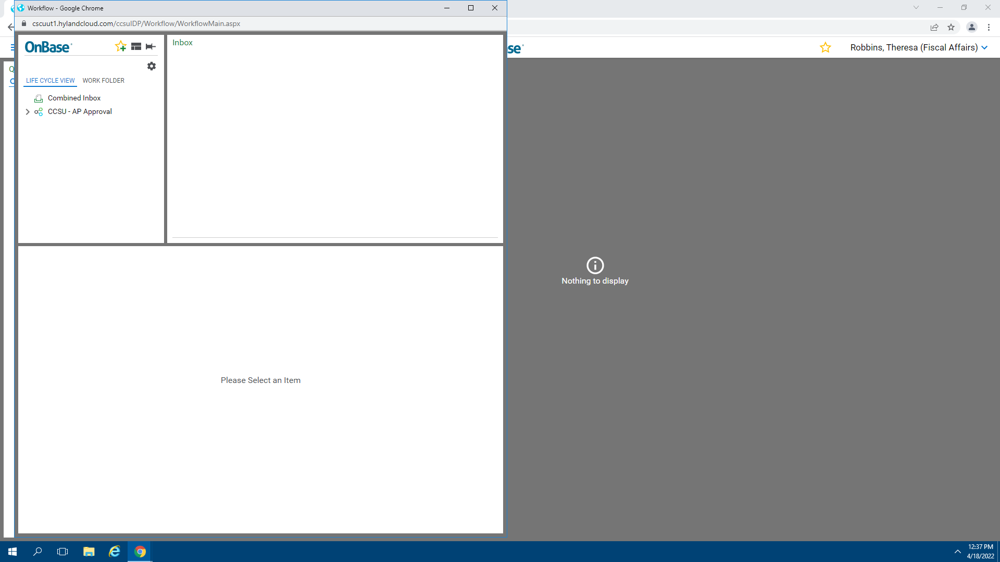 Workflow - Google Chrome
cscuut1.hylandcloud.com/ccsuIDP/Workflow/WorkflowMain.aspx
OnBase®
Inbox
se®
Robbins, Theresa (Fiscal Affairs)
LIFE CYCLE VIEW WORK FOLDER
Combined Inbox
CCSU - AP Approval
Nothing to display
Please Select an Item
12:37 PM
4/18/2022